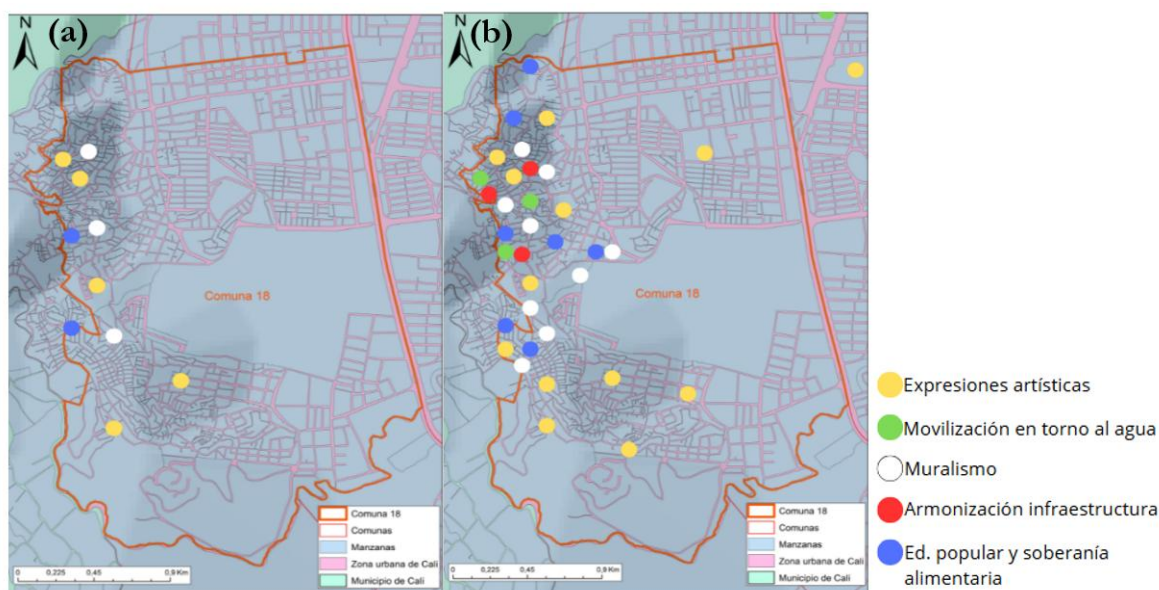 N
(a)
Comuna 18
Comuna 18
Comunas
Manzanas
Zona urbana de Cali
Municipio de Cali
0 0,225 0,45 0,9 Km
N
(b)
Comuna 18
Comuna 18
Comunas
Manzanas
Zona urbana de Cali
Municipio de Cali
0 0,225 0,45 0,9 Km
Expresiones artísticas
Movilización en torno al agua
Muralismo
Armonización infraestructura
Ed. popular y soberanía
alimentaria